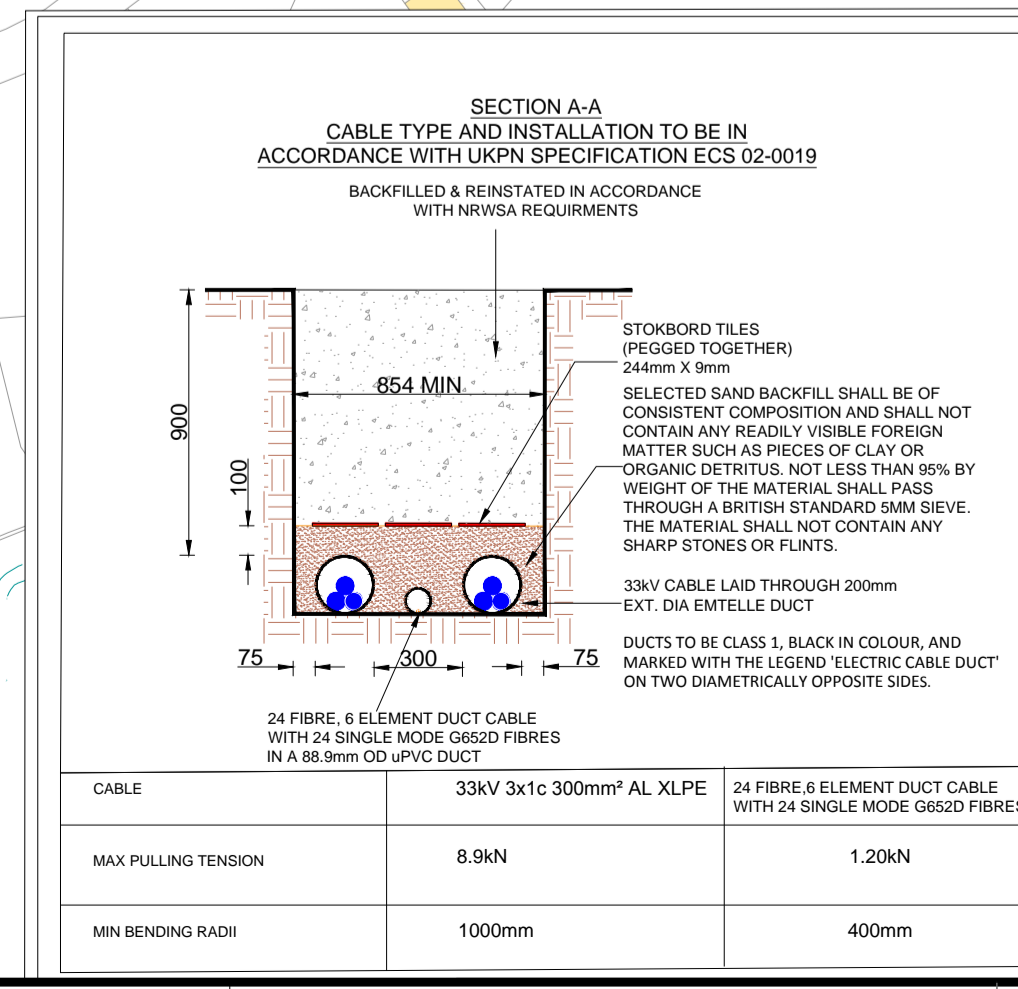 SECTION A-A
CABLE TYPE AND INSTALLATION TO BE IN
ACCORDANCE WITH UKPN SPECIFICATION ECS 02-0019
BACKFILLED & REINSTATED IN ACCORDANCE
WITH NRWSA REQUIRMENTS
STOKBORD TILES
(PEGGED TOGETHER)
244mm X 9mm
854 MIN
900
100
SELECTED SAND BACKFILL SHALL BE OF
CONSISTENT COMPOSITION AND SHALL NOT
CONTAIN ANY READILY VISIBLE FOREIGN
MATTER SUCH AS PIECES OF CLAY OR
ORGANIC DETRITUS. NOT LESS THAN 95% BY
WEIGHT OF THE MATERIAL SHALL PASS
THROUGH A BRITISH STANDARD 5MM SIEVE.
THE MATERIAL SHALL NOT CONTAIN ANY
SHARP STONES OR FLINTS.
33kV CABLE LAID THROUGH 200mm
EXT. DIA EMTELLE DUCT
DUCTS TO BE CLASS 1, BLACK IN COLOUR, AND
MARKED WITH THE LEGEND 'ELECTRIC CABLE DUCT'
ON TWO DIAMETRICALLY OPPOSITE SIDES.
75 300 75
24 FIBRE, 6 ELEMENT DUCT CABLE
WITH 24 SINGLE MODE G652D FIBRES
IN A 88.9mm OD uPVC DUCT
CABLE
33kV 3x1c 300mm² AL XLPE
24 FIBRE,6 ELEMENT DUCT CABLE
WITH 24 SINGLE MODE G652D FIBRES
MAX PULLING TENSION
8.9kN
1.20kN
MIN BENDING RADII
1000mm
400mm